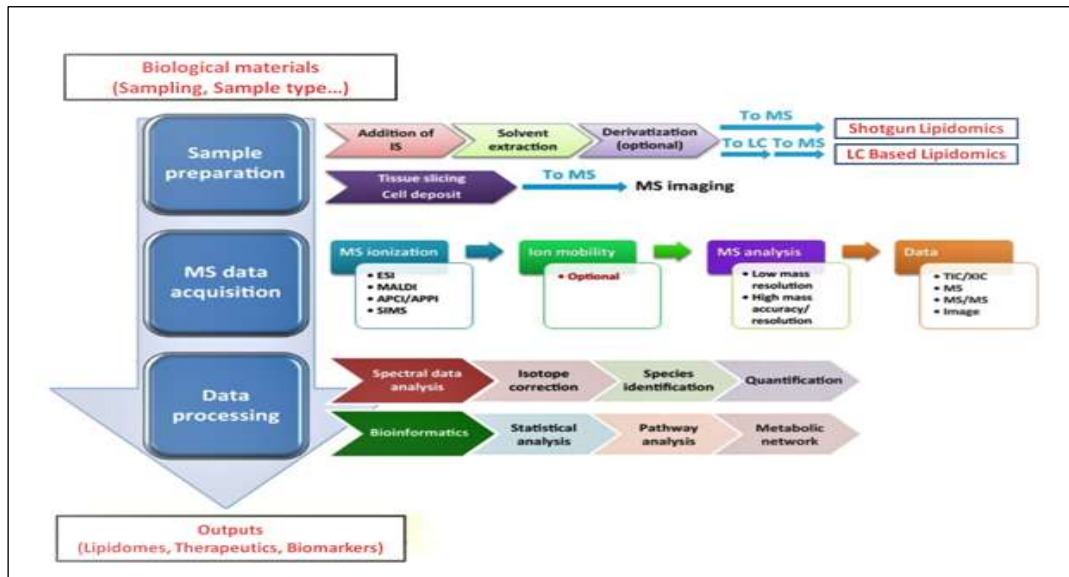 Biological materials
(Sampling, Sample type...)
Sample
preparation
Addition of
IS
Solvent
extraction
Derivatization
(optional)
To MS
Shotgun Lipidomics
To LC To MS
LC Based Lipidomics
Tissue slicing
Cell deposit
To MS
MS imaging
MS data
acquisition
MS ionization
• ESI
• MALDI
• APCI/APPI
• SIMS
Ion mobility
• Optional
MS analysis
• Low mass
resolution
• High mass
accuracy/
resolution
Data
• TIC/XIC
• MS
• MS/MS
• Image
Data
processing
Spectral data
analysis
Isotope
correction
Species
identification
Quantification
Bioinformatics
Statistical
analysis
Pathway
analysis
Metabolic
network
Outputs
(Lipidomes, Therapeutics, Biomarkers)